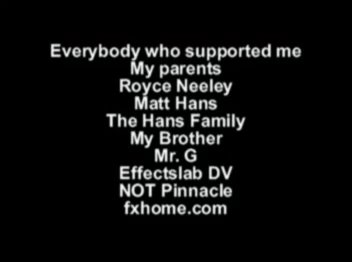 Everybody who supported me
My parents
Royce Neeley
Matt Hans
The Hans Family
My Brother
Mr. G
Effectslab DV
NOT Pinnacle
fxhome.com